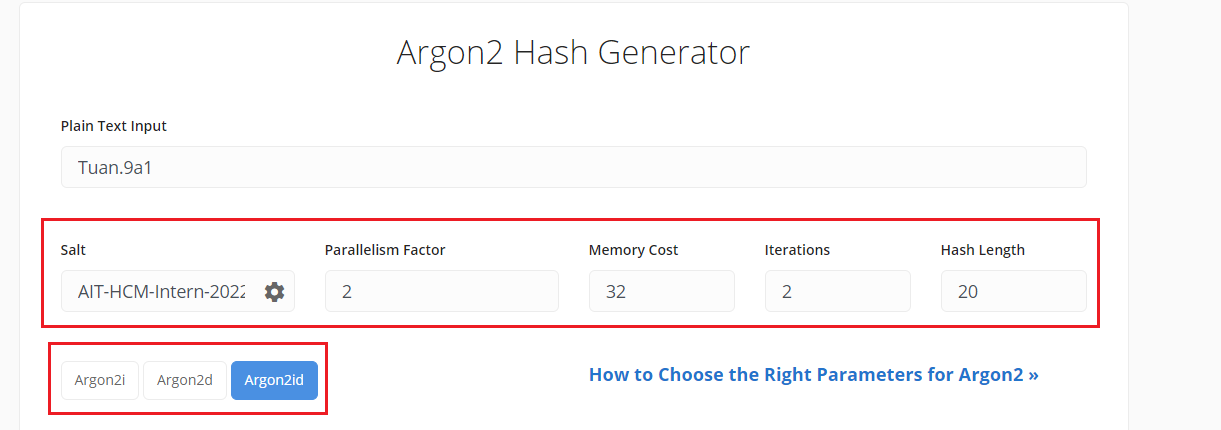 Argon2 Hash Generator
Plain Text Input
Tuan.9a1
Salt Parallelism Factor Memory Cost Iterations Hash Length
AIT-HCM-Intern-2022 2 32 2 20
Argon2i Argon2d Argon2id How to Choose the Right Parameters for Argon2 »